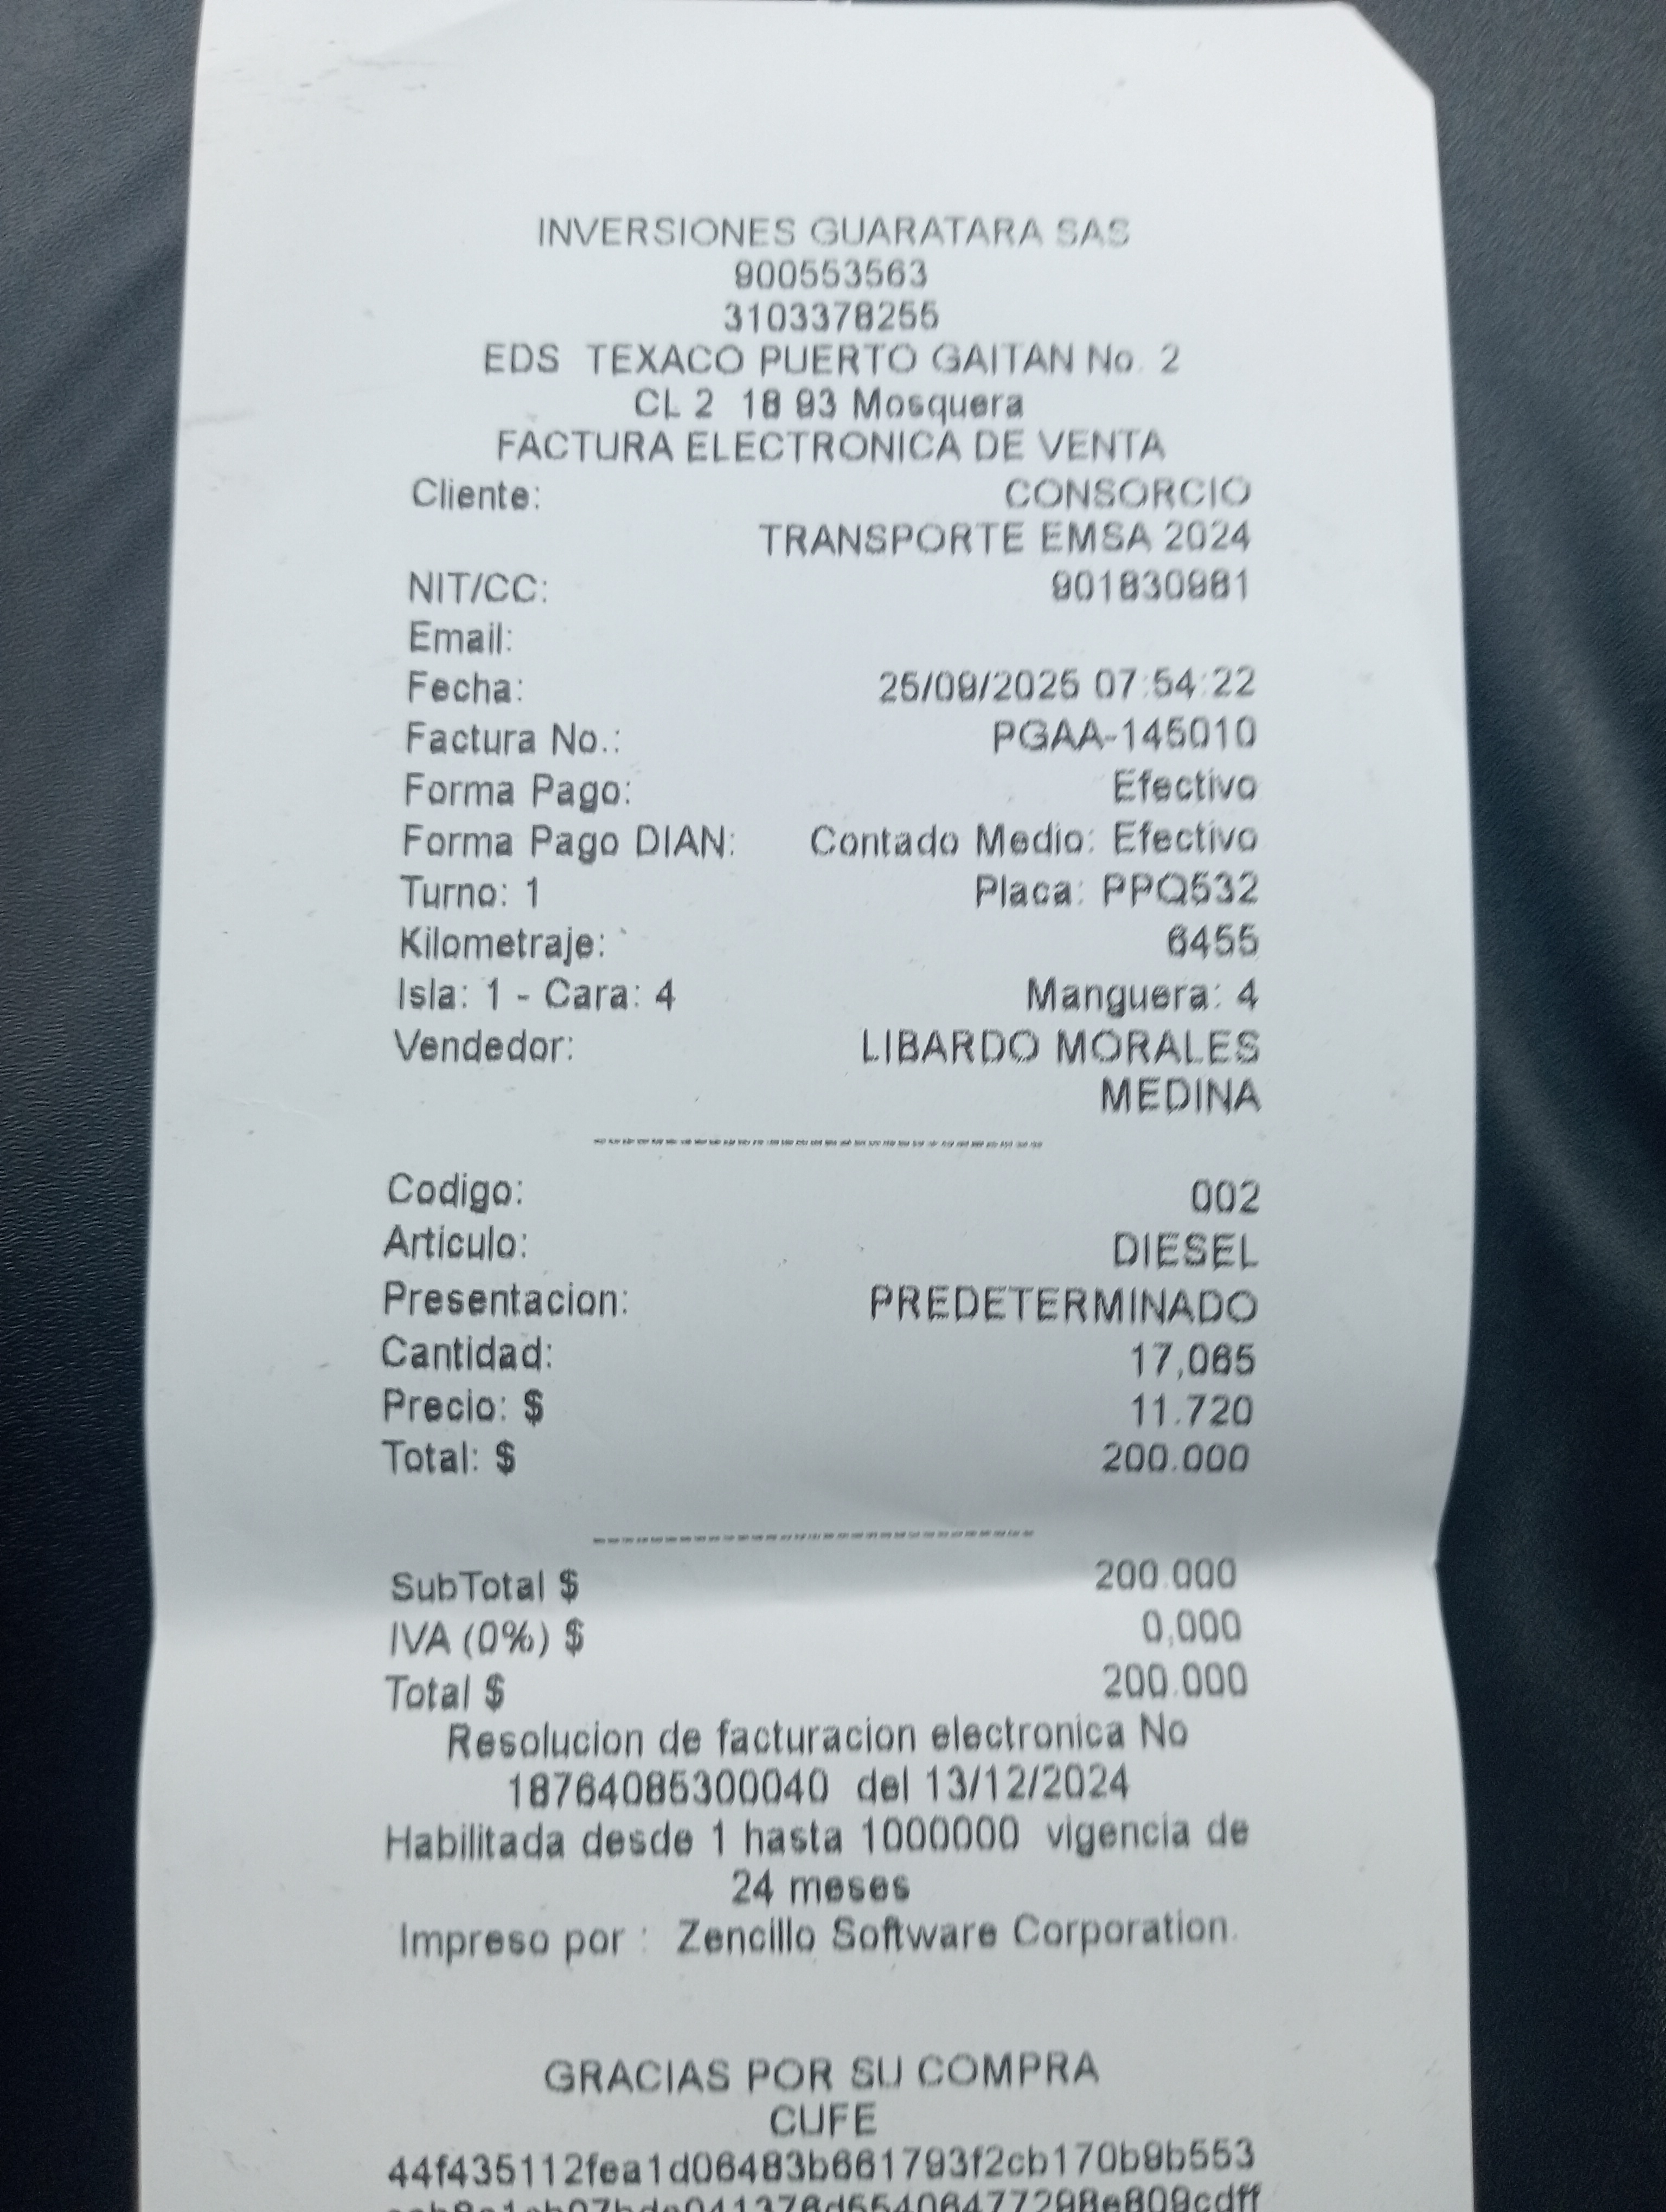 INVERSIONES GUARATARA SAS
900553563
3103378255
EDS TEXACO PUERTO GAITAN No. 2
CL 2 18 93 Mosquera
FACTURA ELECTRONICA DE VENTA
Cliente: CONSORCIO
TRANSPORTE EMSA 2024
NIT/CC: 901830981
Email:
Fecha: 25/09/2025 07:54:22
Factura No.: PGAA-145010
Forma Pago: Efectivo
Forma Pago DIAN: Contado Medio: Efectivo
Turno: 1 Placa: PPQ532
Kilometraje: 6455
Isla: 1 - Cara: 4 Manguera: 4
Vendedor: LIBARDO MORALES
MEDINA
Codigo: 002
Articulo: DIESEL
Presentacion: PREDETERMINADO
Cantidad: 17,065
Precio: $ 11.720
Total: $ 200.000
SubTotal $ 200.000
IVA (0%) $ 0,000
Total $ 200.000
Resolucion de facturacion electronica No
18764085300040 del 13/12/2024
Habilitada desde 1 hasta 1000000 vigencia de
24 meses
Impreso por : Zencillo Software Corporation.
GRACIAS POR SU COMPRA
CUFE
44f435112fea1d06483b661793f2cb170b9b553